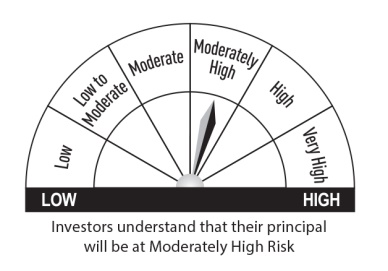 Low
Low to
Moderate
Moderate
Moderately
High
High
Very High
LOW
HIGH
Investors understand that their principal
will be at Moderately High Risk